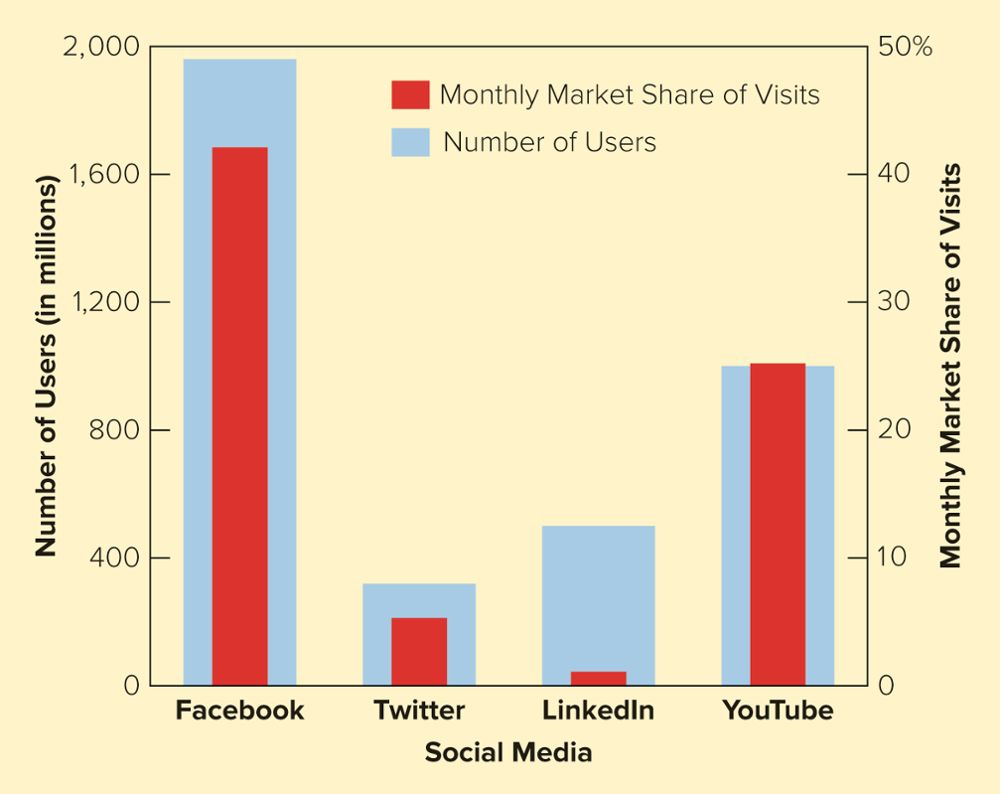 2,000
1,600
1,200
800
400
0
Number of Users (in millions)
Monthly Market Share of Visits
Number of Users
50%
40
30
20
10
0
Monthly Market Share of Visits
Facebook Twitter LinkedIn YouTube
Social Media